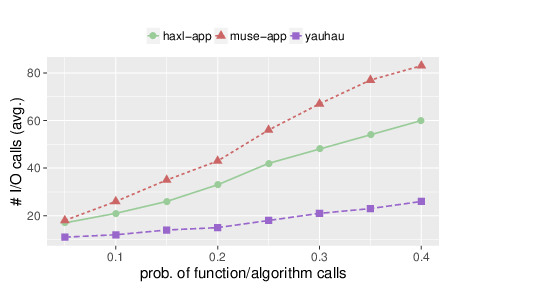 haxl-app muse-app yauhau
80
60
40
20
# I/O calls (avg.)
0.1 0.2 0.3 0.4
prob. of function/algorithm calls